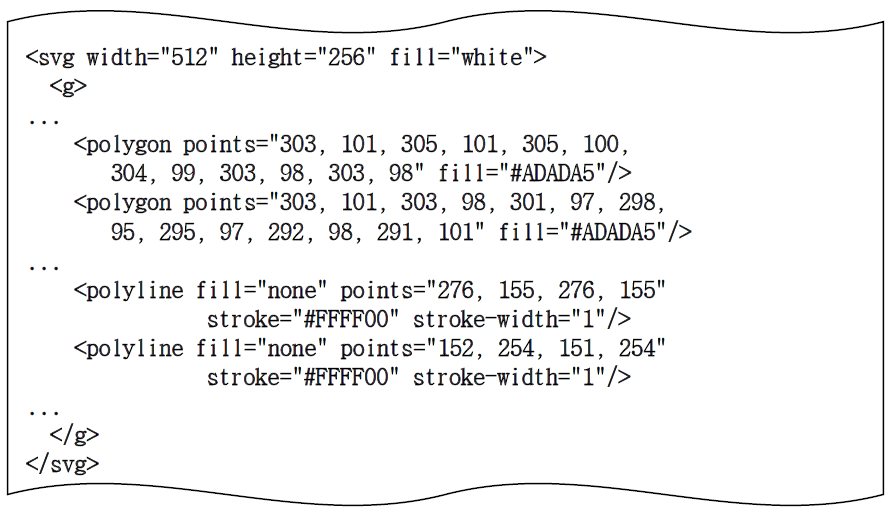 <svg width="512" height="256" fill="white">
<g>
...
<polygon points="303, 101, 305, 101, 305, 100,
304, 99, 303, 98, 303, 98" fill="#ADADA5"/>
<polygon points="303, 101, 303, 98, 301, 97, 298,
95, 295, 97, 292, 98, 291, 101" fill="#ADADA5"/>
...
<polyline fill="none" points="276, 155, 276, 155"
stroke="#FFFF00" stroke-width="1"/>
<polyline fill="none" points="152, 254, 151, 254"
stroke="#FFFF00" stroke-width="1"/>
...
</g>
</svg>